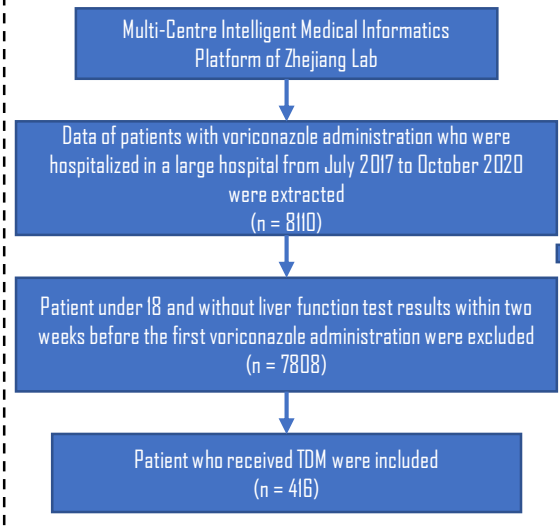 Multi-Centre Intelligent Medical Informatics
Platform of Zhejiang Lab
Data of patients with voriconazole administration who were
hospitalized in a large hospital from July 2017 to October 2020
were extracted
(n = 8110)
Patient under 18 and without liver function test results within two
weeks before the first voriconazole administration were excluded
(n = 7808)
Patient who received TDM were included
(n = 416)